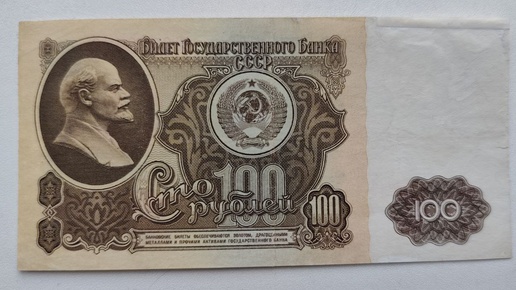 Билет Государственного Банка
СССР
Сто 100
рублей
100
100
БАНКОВСКИЕ БИЛЕТЫ ОБЕСПЕЧИВАЮТСЯ ЗОЛОТОМ, ДРАГОЦЕННЫМИ
МЕТАЛЛАМИ И ПРОЧИМИ АКТИВАМИ ГОСУДАРСТВЕННОГО БАНКА